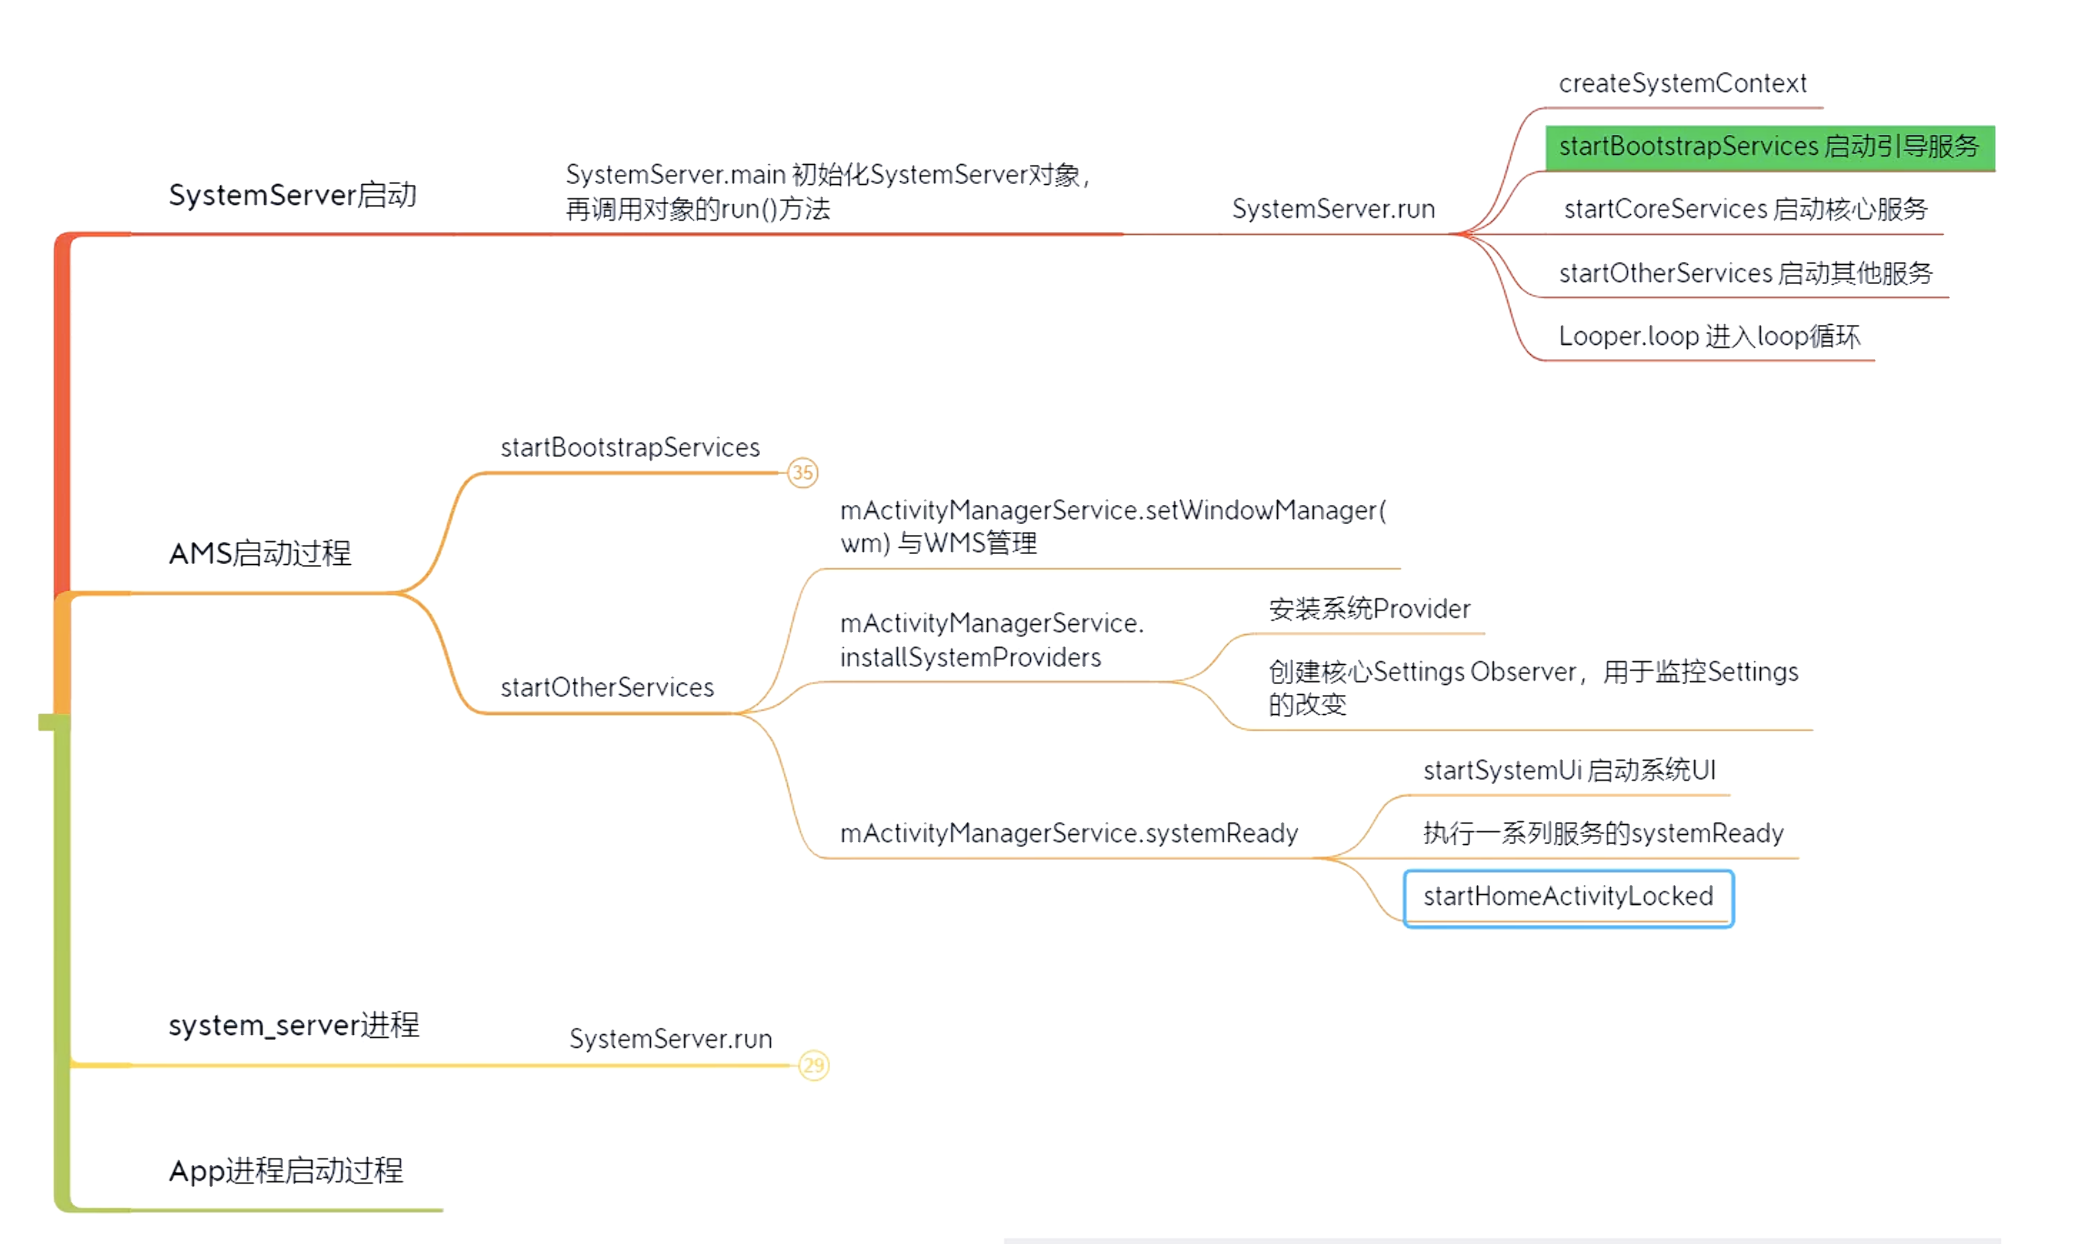 SystemServer启动
SystemServer.main 初始化SystemServer对象，
再调用对象的run()方法
SystemServer.run
createSystemContext
startBootstrapServices 启动引导服务
startCoreServices 启动核心服务
startOtherServices 启动其他服务
Looper.loop 进入loop循环
AMS启动过程
startBootstrapServices
35
startOtherServices
mActivityManagerService.setWindowManager(
wm) 与WMS管理
mActivityManagerService.
installSystemProviders
安装系统Provider
创建核心Settings Observer，用于监控Settings
的改变
mActivityManagerService.systemReady
startSystemUi 启动系统UI
执行一系列服务的systemReady
startHomeActivityLocked
system_server进程
SystemServer.run
29
App进程启动过程